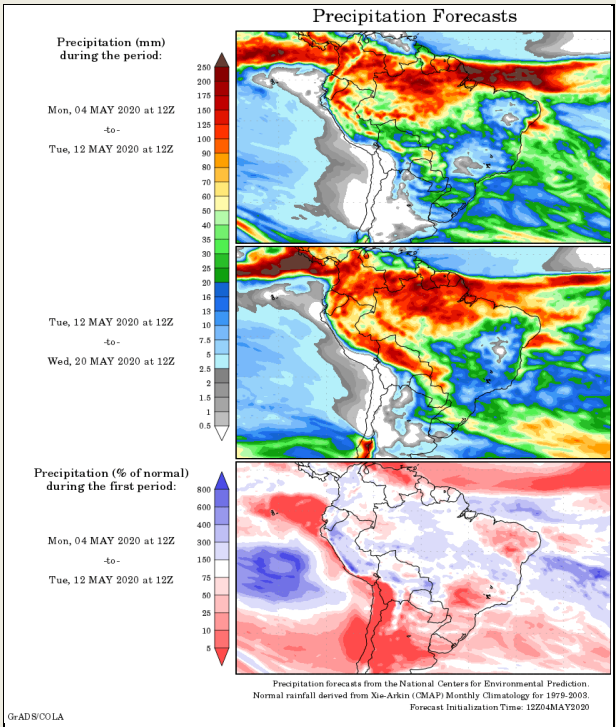 Precipitation Forecasts
Precipitation (mm)
during the period:
Mon, 04 MAY 2020 at 12Z
-to-
Tue, 12 MAY 2020 at 12Z
250
200
175
150
125
100
90
80
70
60
50
40
35
30
25
20
16
13
10
7.5
5
2.5
2
1.5
1
0.5
Tue, 12 MAY 2020 at 12Z
-to-
Wed, 20 MAY 2020 at 12Z
Precipitation (% of normal)
during the first period:
Mon, 04 MAY 2020 at 12Z
-to-
Tue, 12 MAY 2020 at 12Z
800
600
400
300
150
75
50
25
10
5
Precipitation forecasts from the National Centers for Environmental Prediction.
Normal rainfall derived from Xie-Arkin (CMAP) Monthly Climatology for 1979-2003.
Forecast Initialization Time: 12Z04MAY2020
GrADS/COLA